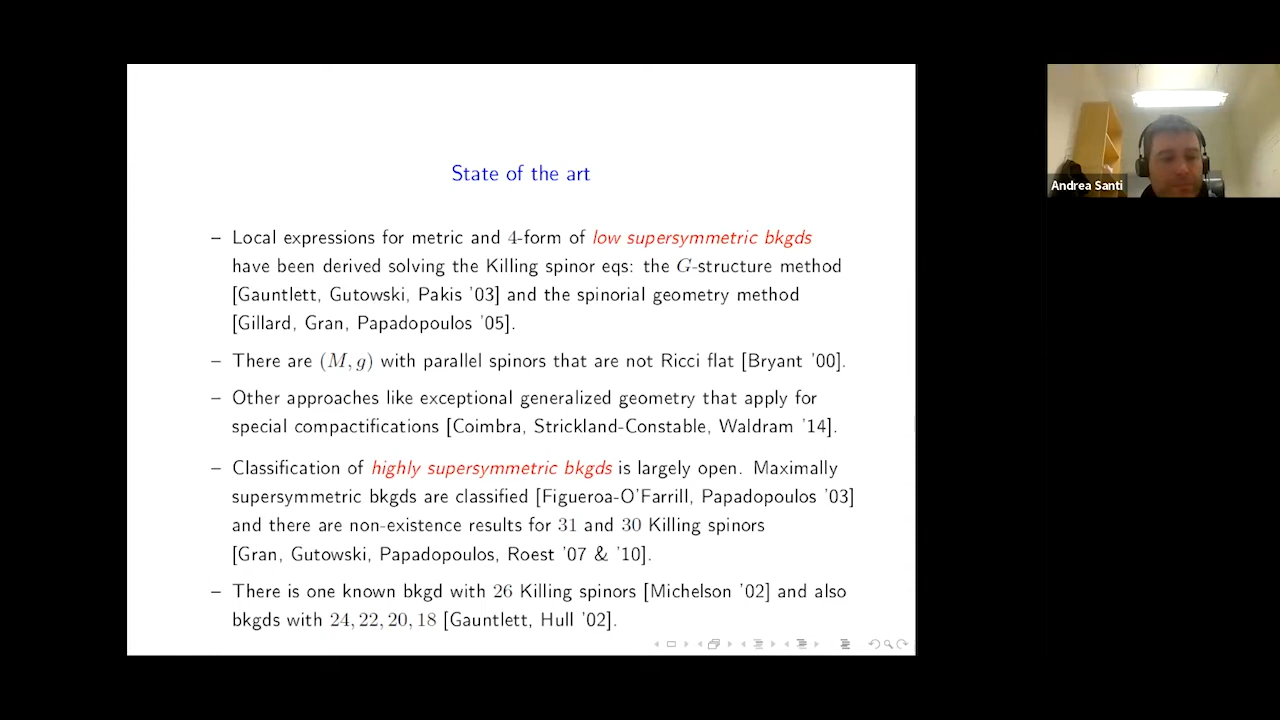 State of the art
– Local expressions for metric and 4-form of low supersymmetric bkgds
have been derived solving the Killing spinor eqs: the G-structure method
[Gauntlett, Gutowski, Pakis '03] and the spinorial geometry method
[Gillard, Gran, Papadopoulos '05].
– There are (M, g) with parallel spinors that are not Ricci flat [Bryant '00].
– Other approaches like exceptional generalized geometry that apply for
special compactifications [Coimbra, Strickland-Constable, Waldram '14].
– Classification of highly supersymmetric bkgds is largely open. Maximally
supersymmetric bkgds are classified [Figueroa-O'Farrill, Papadopoulos '03]
and there are non-existence results for 31 and 30 Killing spinors
[Gran, Gutowski, Papadopoulos, Roest '07 & '10].
– There is one known bkgd with 26 Killing spinors [Michelson '02] and also
bkgds with 24, 22, 20, 18 [Gauntlett, Hull '02].
Andrea Santi